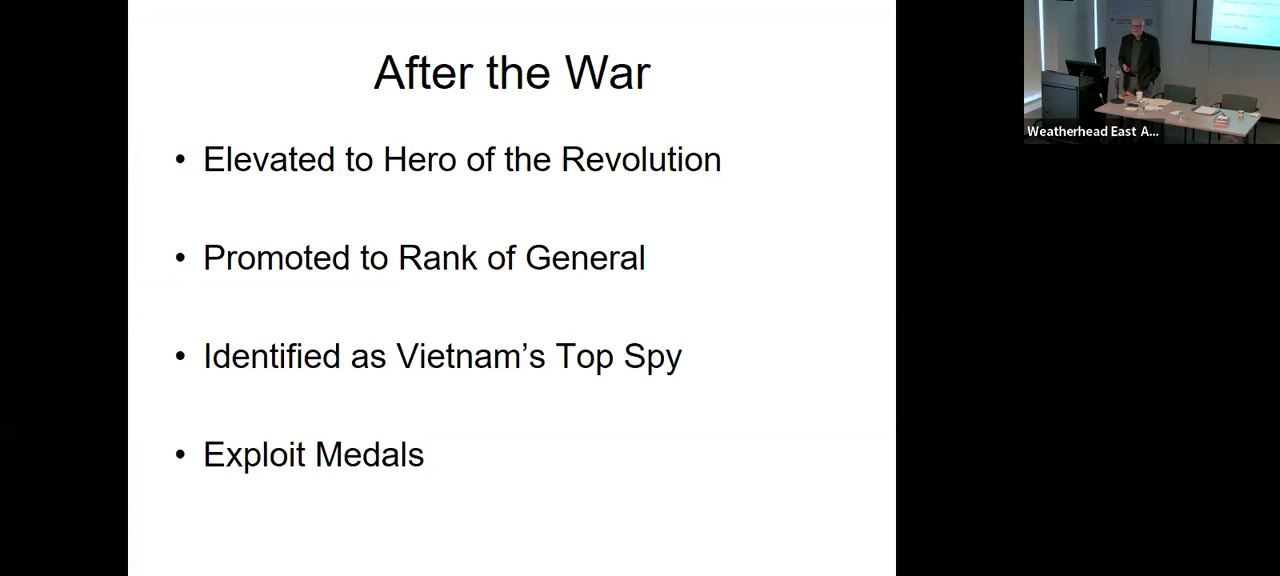 After the War
• Elevated to Hero of the Revolution
• Promoted to Rank of General
• Identified as Vietnam’s Top Spy
• Exploit Medals
Weatherhead East A...